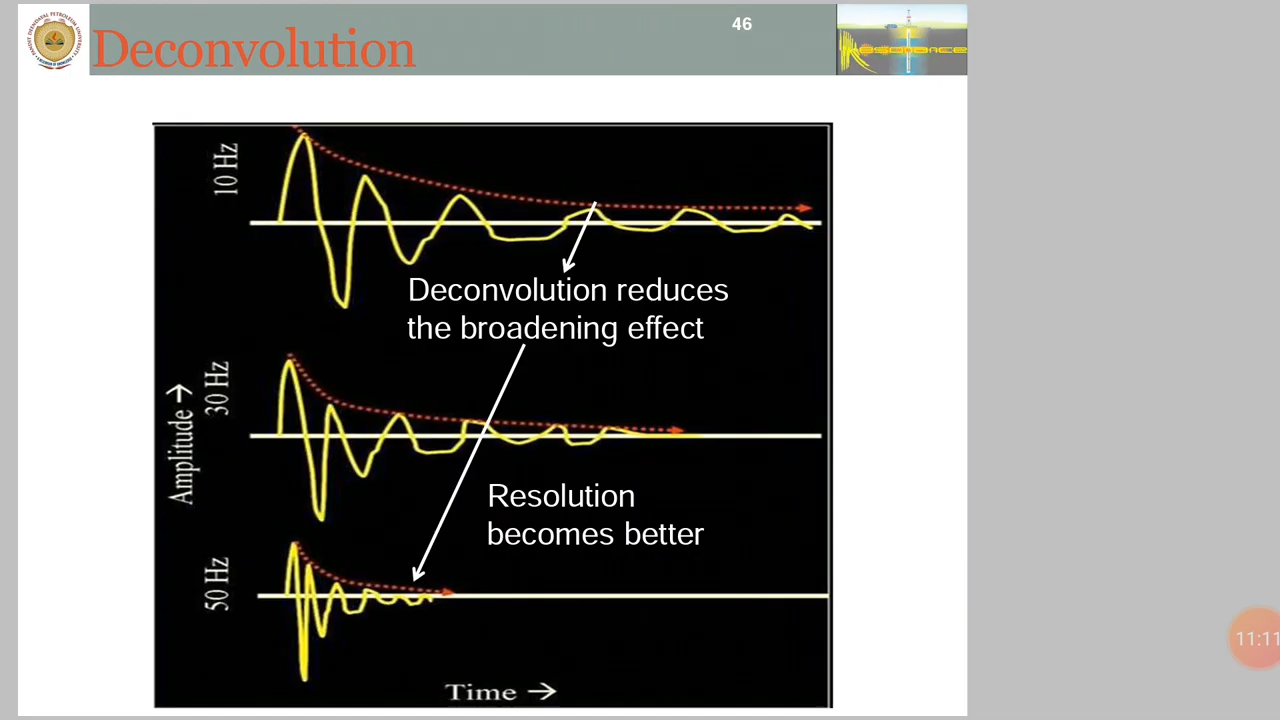 46
Deconvolution
10 Hz
Deconvolution reduces
the broadening effect
30 Hz
Amplitude →
Resolution
becomes better
50 Hz
Time →
11:11